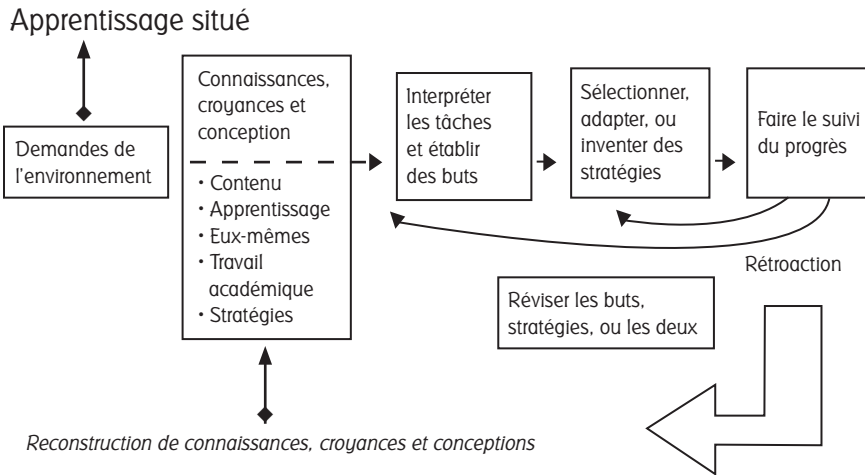 Apprentissage situé
Demandes de
l'environnement
Connaissances,
croyances et
conception
• Contenu
• Apprentissage
• Eux-mêmes
• Travail
académique
• Stratégies
Interpréter
les tâches
et établir
des buts
Sélectionner,
adapter, ou
inventer des
stratégies
Faire le suivi
du progrès
Rétroaction
Réviser les buts,
stratégies, ou les deux
Reconstruction de connaissances, croyances et conceptions